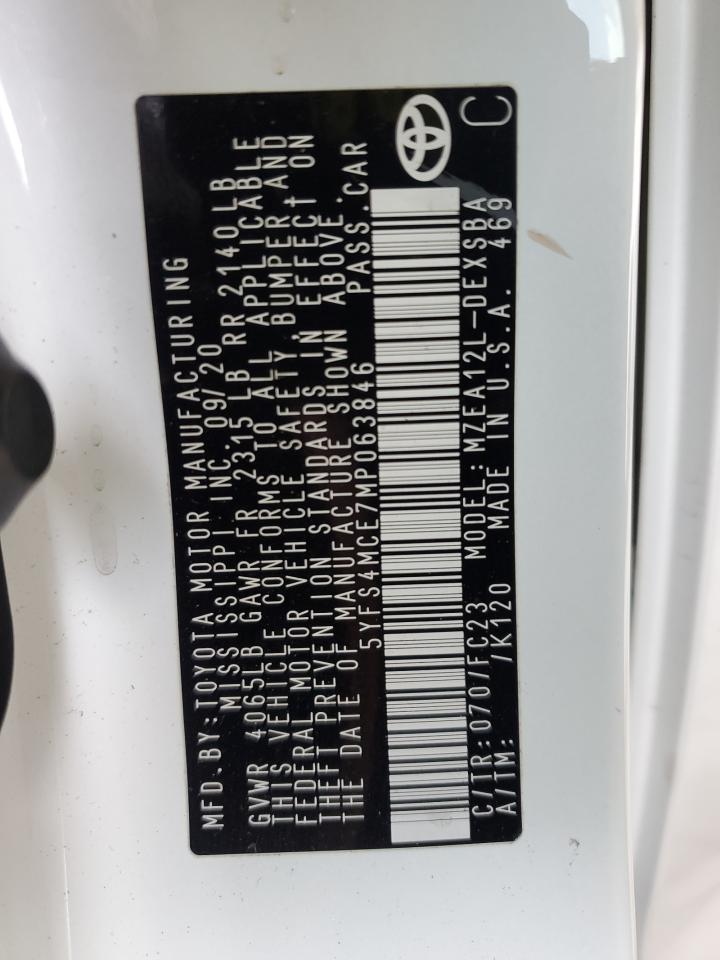 MFD.BY:TOYOTA MOTOR MANUFACTURING
MISSISSIPPI INC. 09/20
GVWR 4065LB GAWR FR 2315 LB RR 2140 LB
THIS VEHICLE CONFORMS TO ALL APPLICABLE
FEDERAL MOTOR VEHICLE SAFETY BUMPER AND
THEFT PREVENTION STANDARDS IN EFFECT ON
THE DATE OF MANUFACTURE SHOWN ABOVE.
5YFS4MCE7MP063846 PASS.CAR
C/TR:070/FC23 MODEL:MZEA12L-DEXSBA
A/TM: /K120 MADE IN U.S.A. 469
C